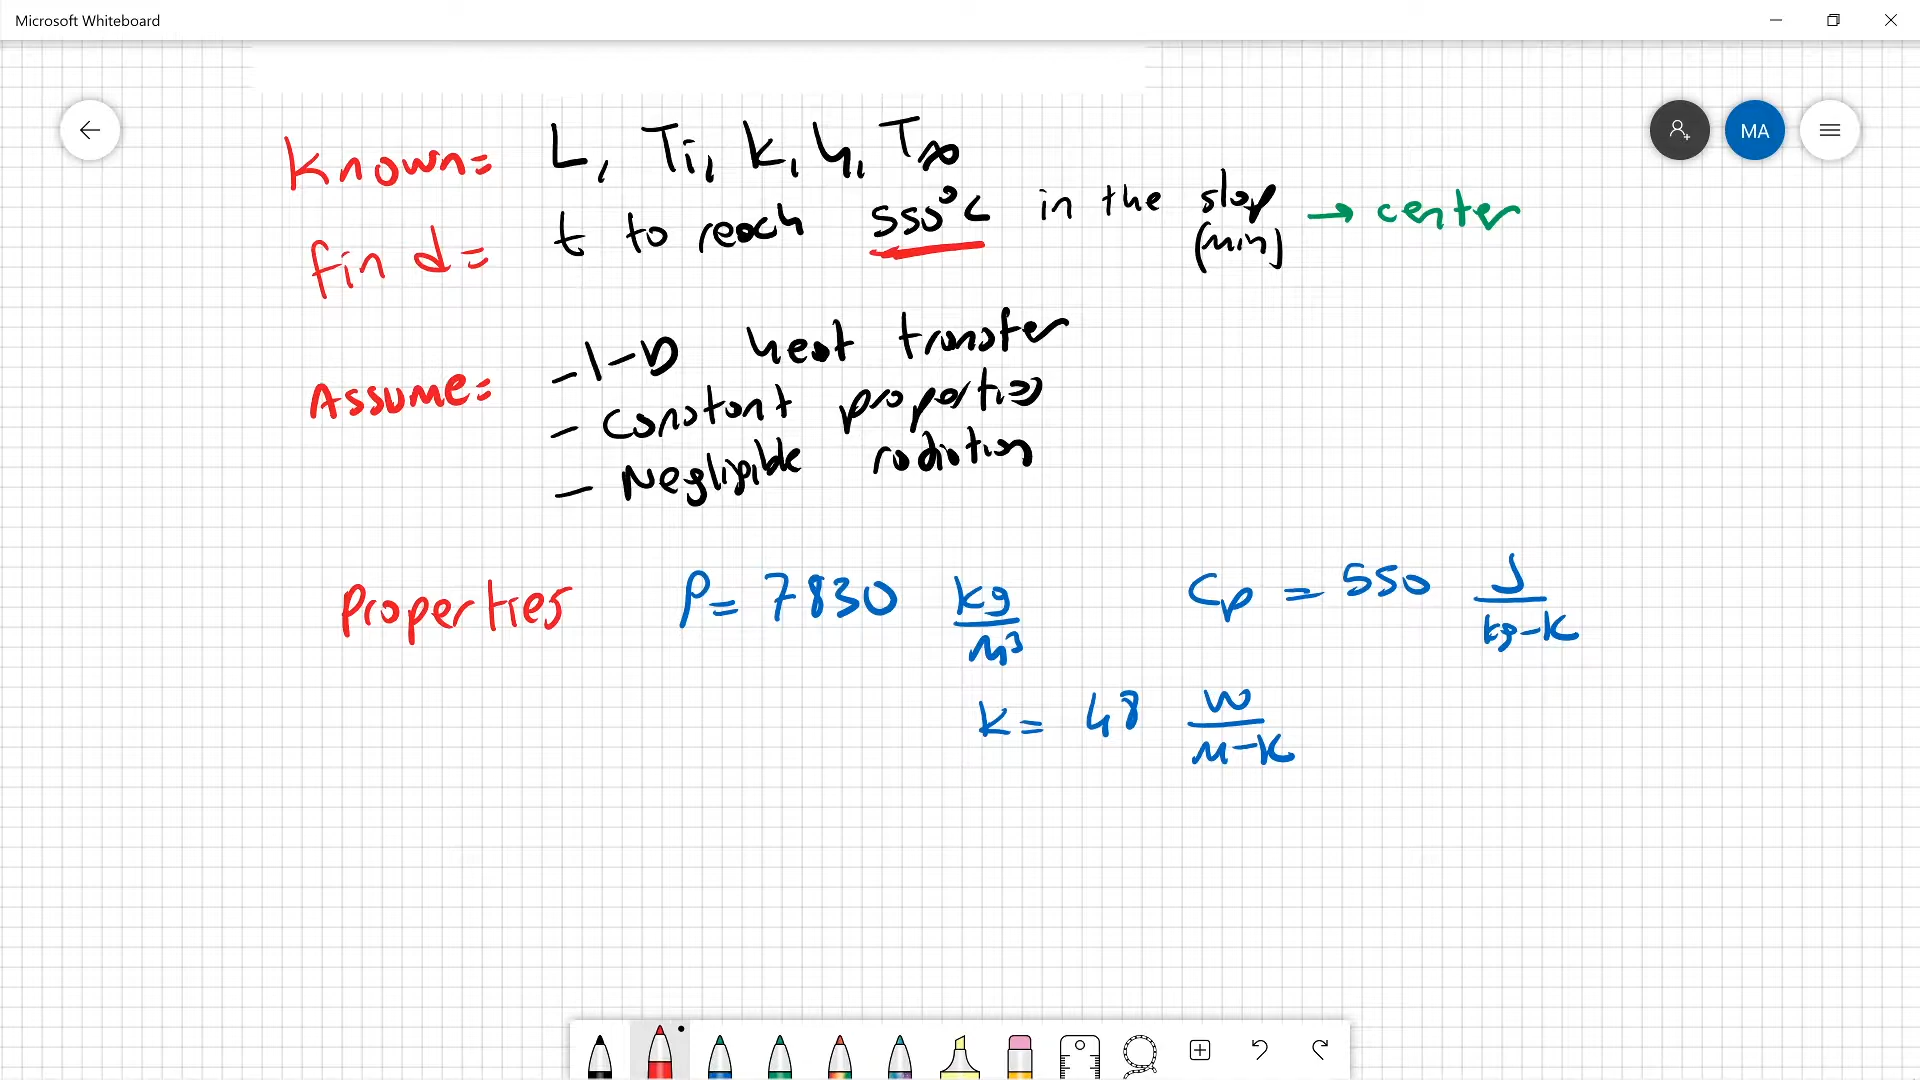 Microsoft Whiteboard
MA
Known= L, Ti, k, h, T∞
find= t to reach 550°C in the slap → center
(min)
Assume= - 1-D heat transfer
- Constant properties
- Negligible radiation
Properties ρ= 7830 kg/m³ Cp = 550 J/kg-K
k= 48 W/m-K